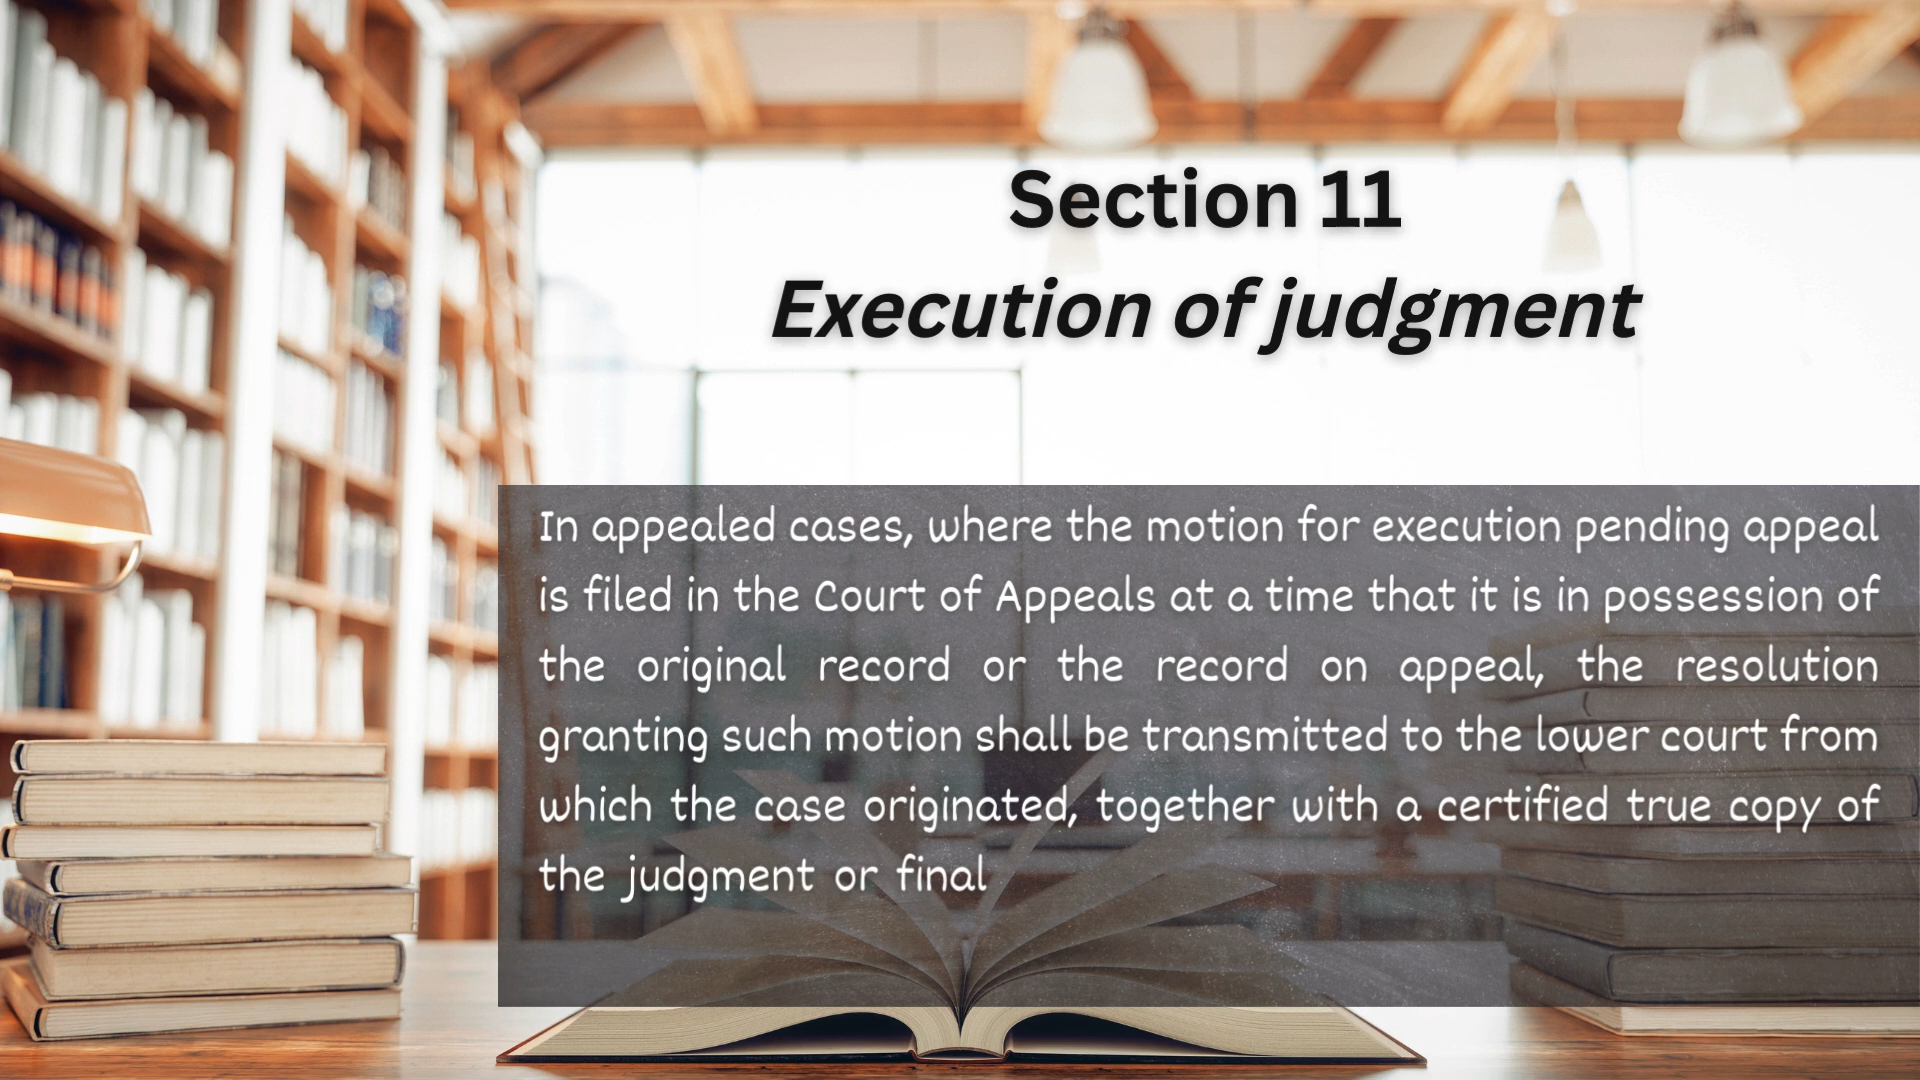 Section 11
Execution of judgment
In appealed cases, where the motion for execution pending appeal
is filed in the Court of Appeals at a time that it is in possession of
the original record or the record on appeal, the resolution
granting such motion shall be transmitted to the lower court from
which the case originated, together with a certified true copy of
the judgment or final